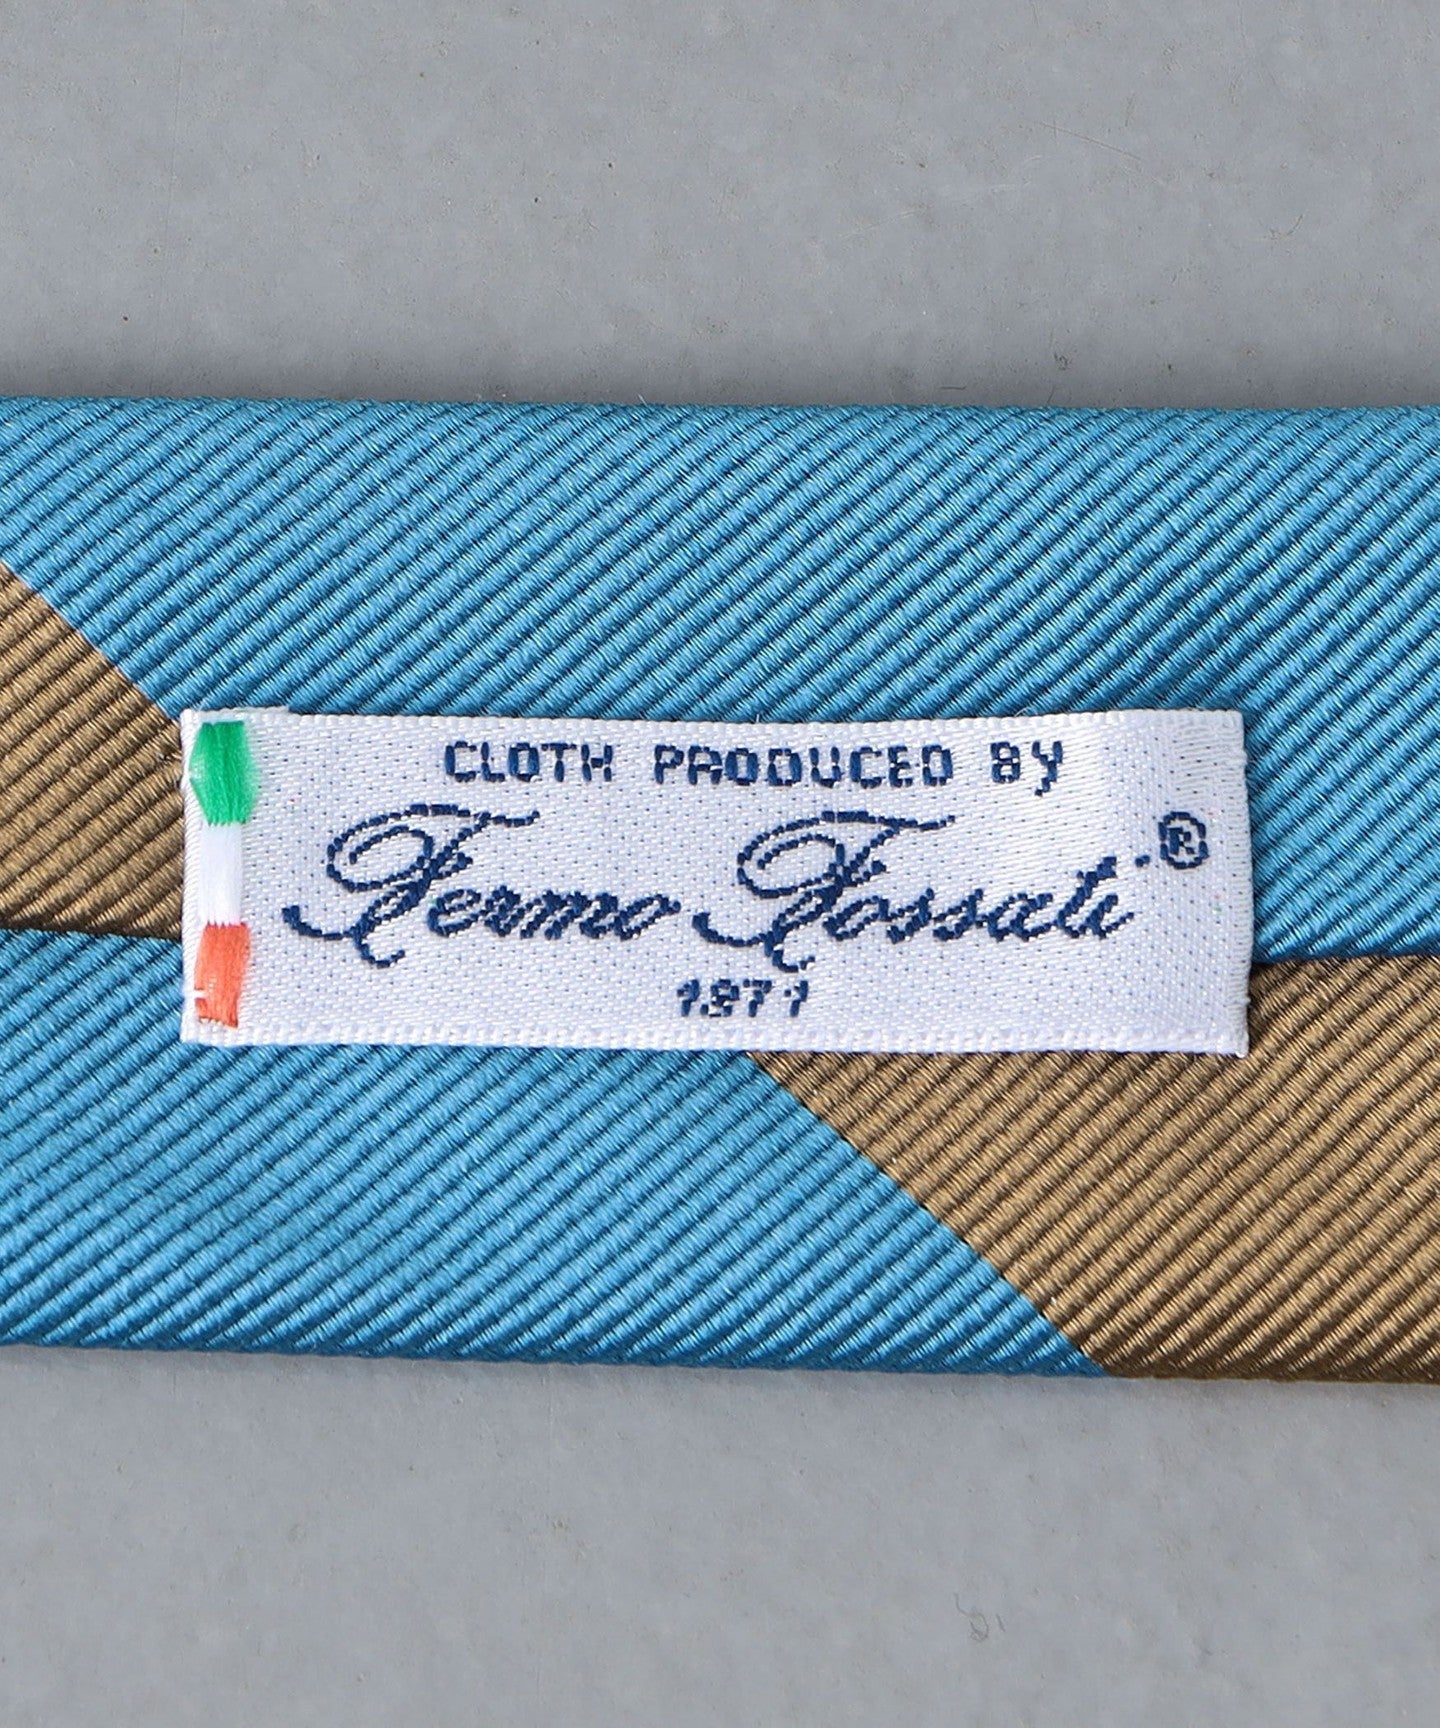 CLOTH PRODUCED BY
Fermo Fossati ®
1871